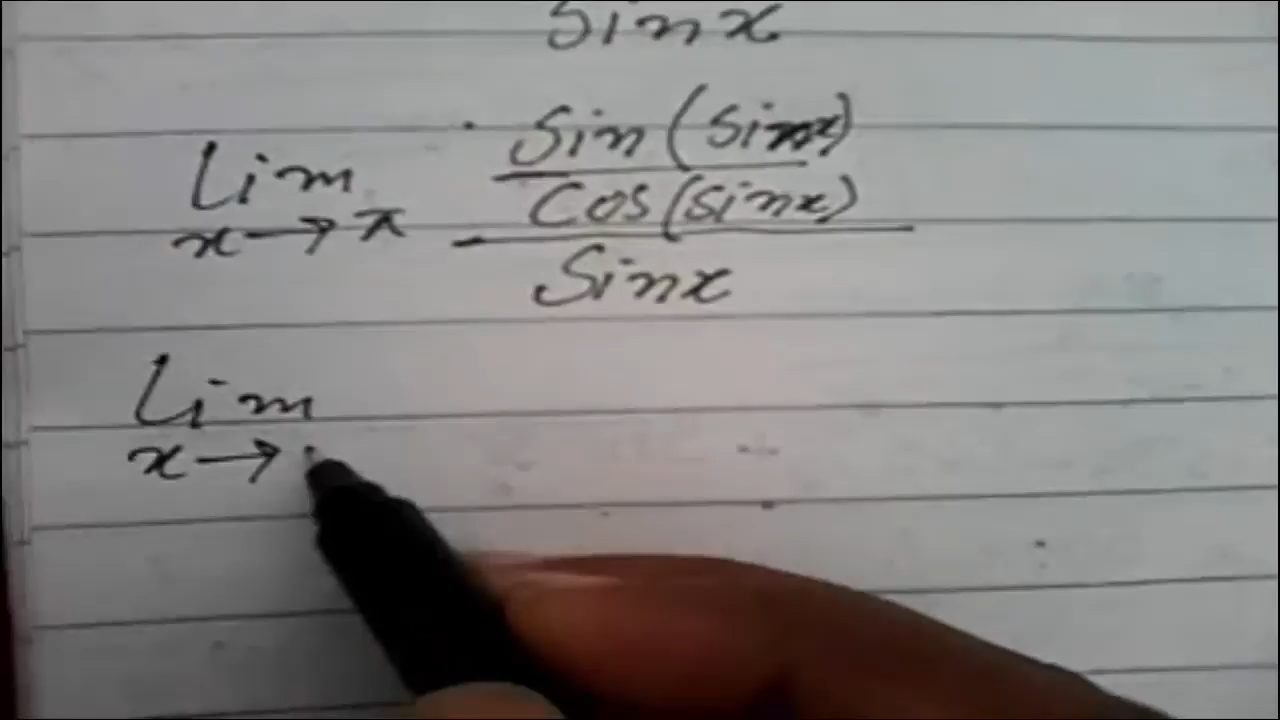 Sinx
Sin(Sinx)
Lim Cos(Sinx)
x→π Sinx
Lim
x→